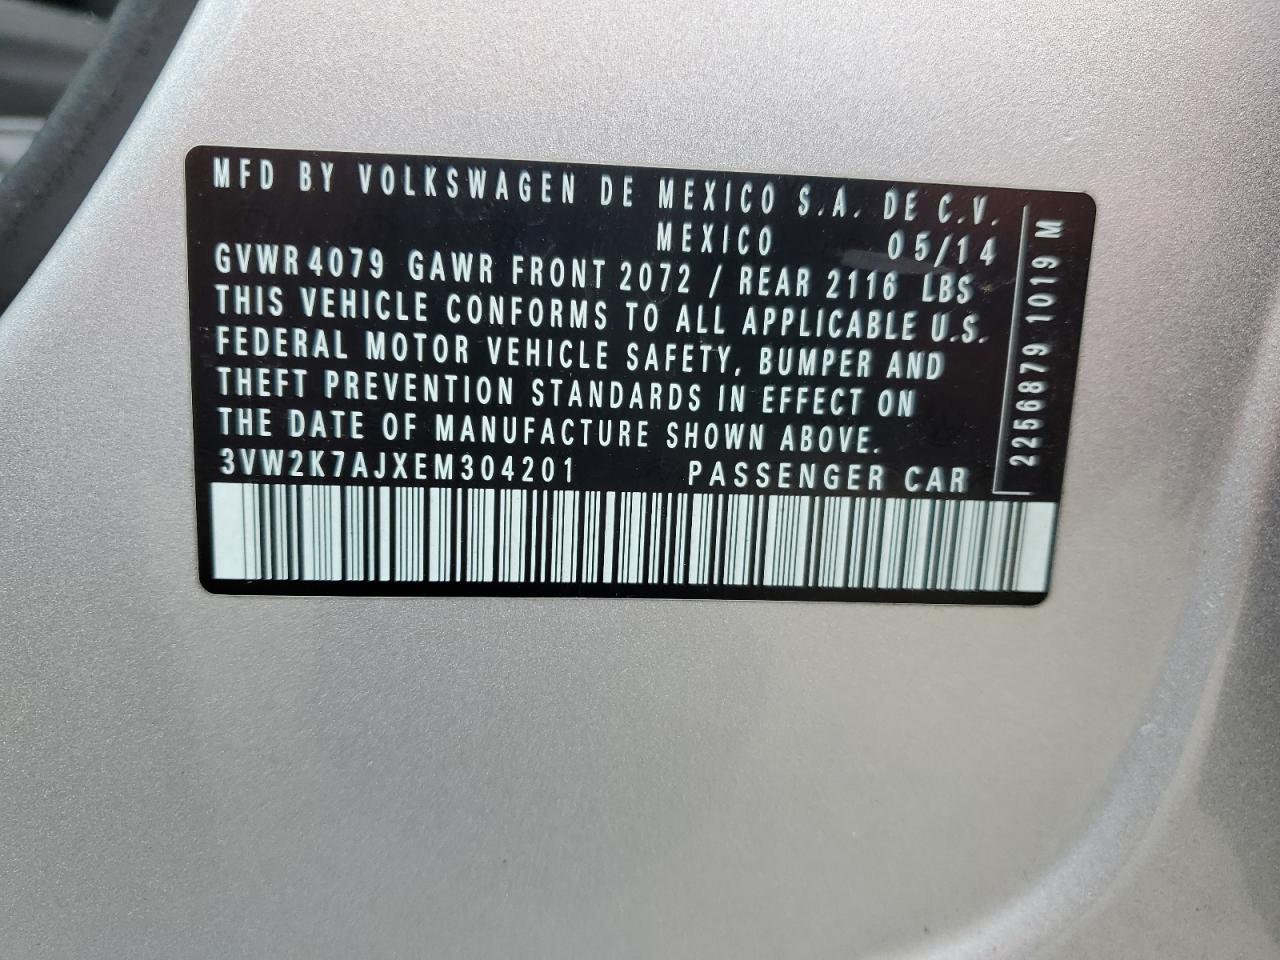 MFD BY VOLKSWAGEN DE MEXICO S.A. DE C.V.
MEXICO 05/14
GVWR 4079 GAWR FRONT 2072 / REAR 2116 LBS
THIS VEHICLE CONFORMS TO ALL APPLICABLE U.S.
FEDERAL MOTOR VEHICLE SAFETY, BUMPER AND
THEFT PREVENTION STANDARDS IN EFFECT ON
THE DATE OF MANUFACTURE SHOWN ABOVE.
3VW2K7AJXEM304201 PASSENGER CAR
2256879 1019 M